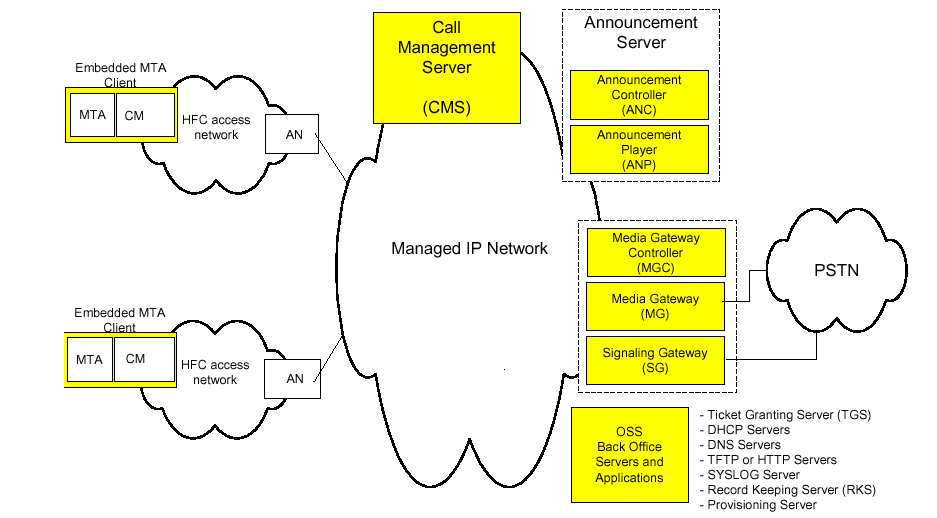 Call
Management
Server
(CMS)
Announcement
Server
Announcement
Controller
(ANC)
Announcement
Player
(ANP)
Embedded MTA
Client
MTA
CM
HFC access
network
AN
Managed IP Network
Media Gateway
Controller
(MGC)
Media Gateway
(MG)
Signaling Gateway
(SG)
PSTN
Embedded MTA
Client
MTA
CM
HFC access
network
AN
OSS
Back Office
Servers and
Applications
- Ticket Granting Server (TGS)
- DHCP Servers
- DNS Servers
- TFTP or HTTP Servers
- SYSLOG Server
- Record Keeping Server (RKS)
- Provisioning Server